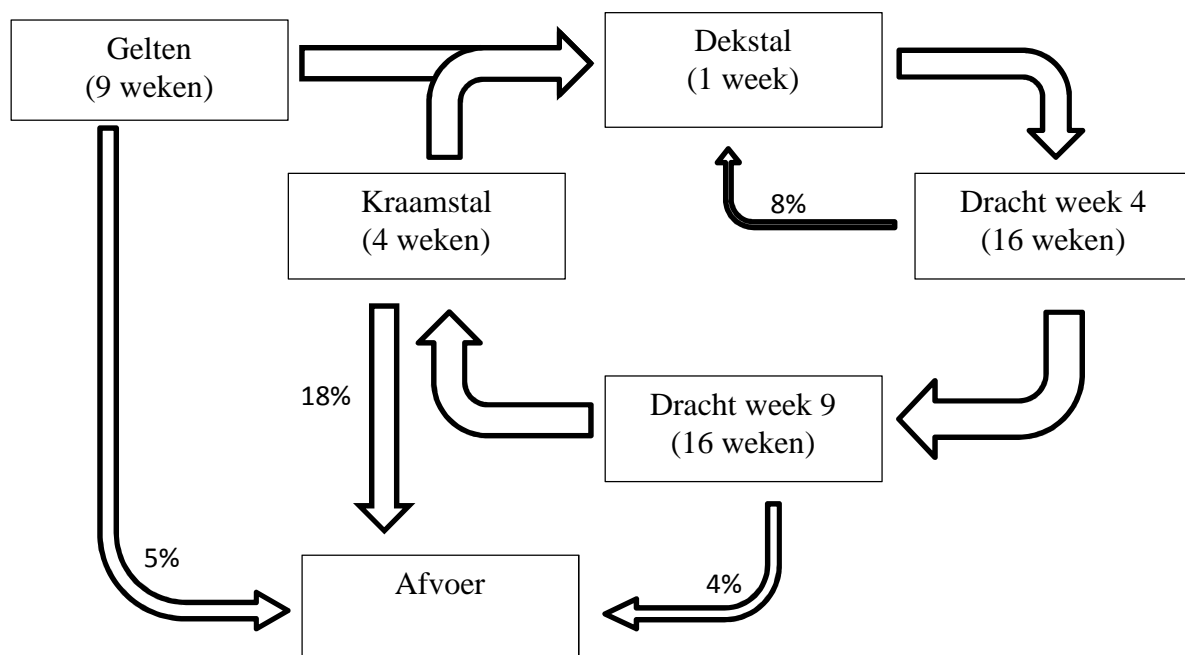 Gelten
(9 weken)
Dekstal
(1 week)
Kraamstal
(4 weken)
8%
Dracht week 4
(16 weken)
18%
Dracht week 9
(16 weken)
5%
Afvoer
4%